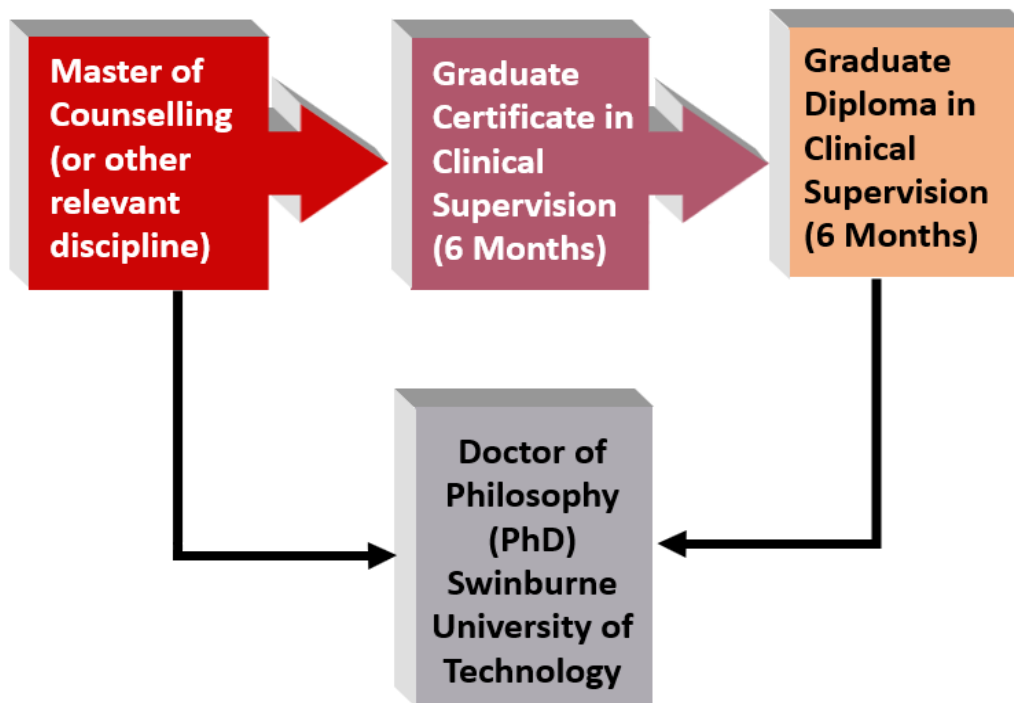 Master of
Counselling
(or other
relevant
discipline)
Graduate
Certificate in
Clinical
Supervision
(6 Months)
Graduate
Diploma in
Clinical
Supervision
(6 Months)
Doctor of
Philosophy
(PhD)
Swinburne
University of
Technology